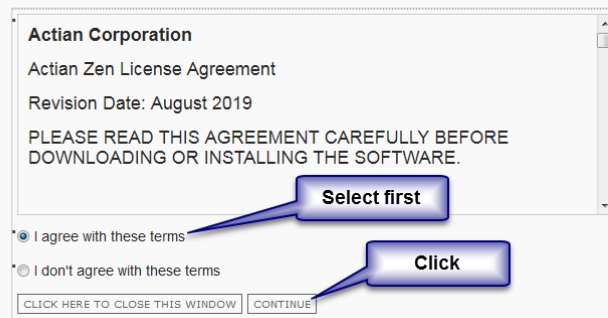 Actian Corporation
Actian Zen License Agreement
Revision Date: August 2019
PLEASE READ THIS AGREEMENT CAREFULLY BEFORE
DOWNLOADING OR INSTALLING THE SOFTWARE.
Select first
I agree with these terms
Click
I don't agree with these terms
CLICK HERE TO CLOSE THIS WINDOW CONTINUE